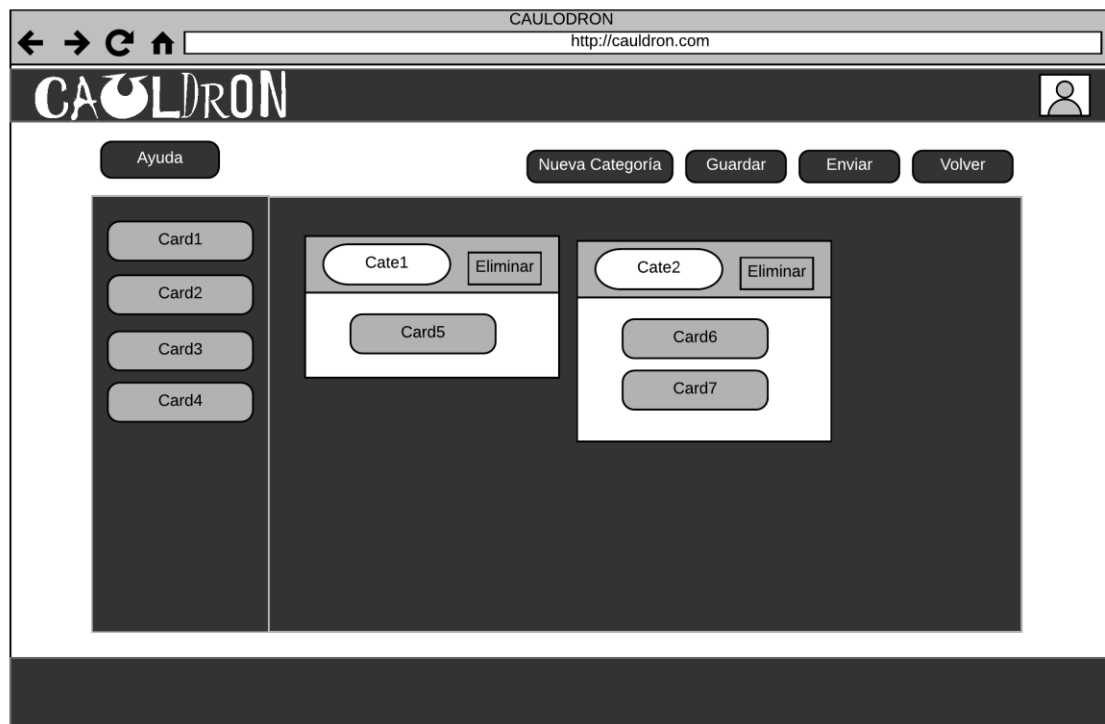 CAULODRON
http://cauldron.com
CAULDRON
Ayuda
Nueva Categoría Guardar Enviar Volver
Card1
Card2
Card3
Card4
Cate1 Eliminar
Card5
Cate2 Eliminar
Card6
Card7